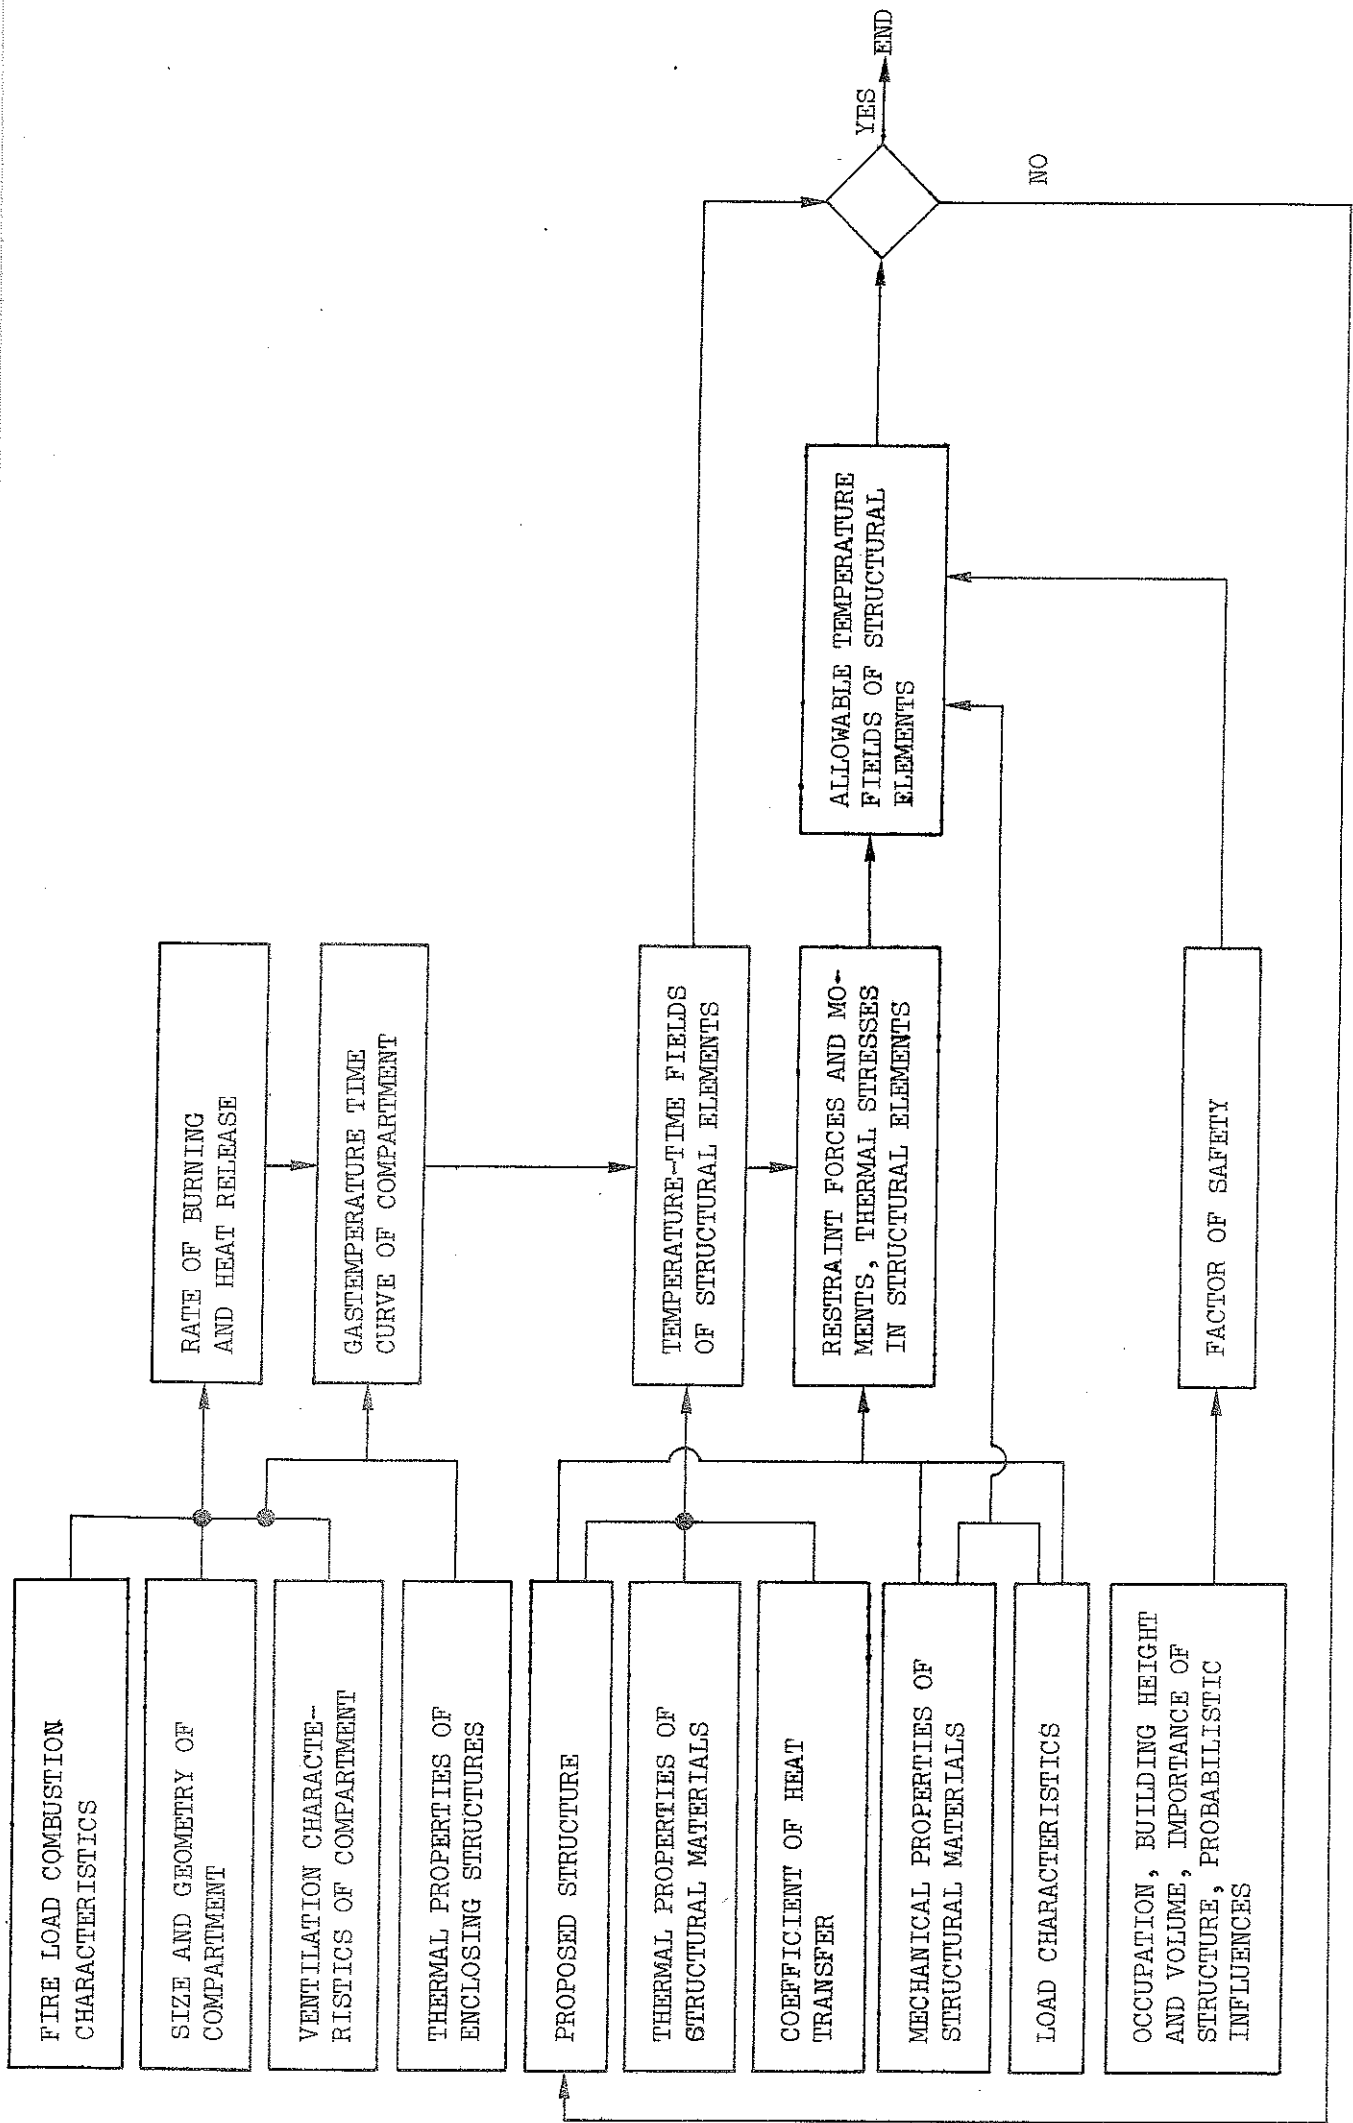 FIRE LOAD COMBUSTION
CHARACTERISTICS
SIZE AND GEOMETRY OF
COMPARTMENT
VENTILATION CHARACTE-
RISTICS OF COMPARTMENT
THERMAL PROPERTIES OF
ENCLOSING STRUCTURES
PROPOSED STRUCTURE
THERMAL PROPERTIES OF
STRUCTURAL MATERIALS
COEFFICIENT OF HEAT
TRANSFER
MECHANICAL PROPERTIES OF
STRUCTURAL MATERIALS
LOAD CHARACTERISTICS
OCCUPATION, BUILDING HEIGHT
AND VOLUME, IMPORTANCE OF
STRUCTURE, PROBABILISTIC
INFLUENCES
RATE OF BURNING
AND HEAT RELEASE
GASTEMPERATURE TIME
CURVE OF COMPARTMENT
TEMPERATURE-TIME FIELDS
OF STRUCTURAL ELEMENTS
RESTRAINT FORCES AND MO-
MENTS, THERMAL STRESSES
IN STRUCTURAL ELEMENTS
FACTOR OF SAFETY
ALLOWABLE TEMPERATURE
FIELDS OF STRUCTURAL
ELEMENTS
YES
END
NO